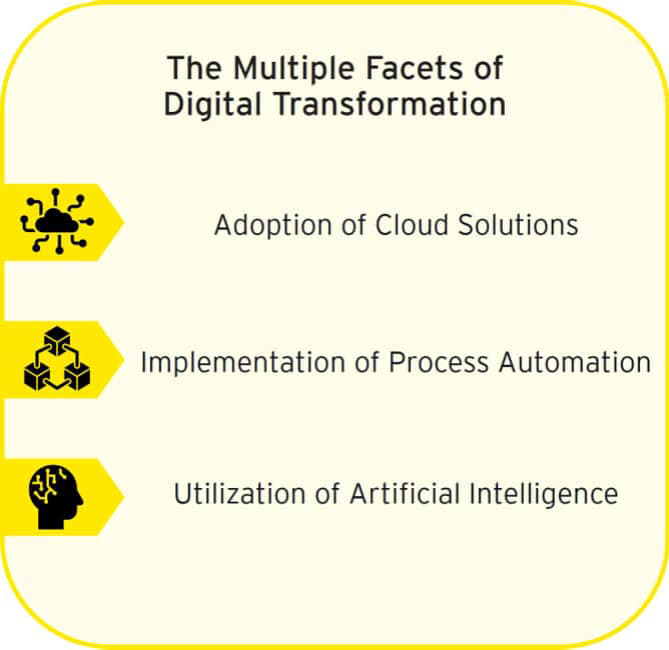 The Multiple Facets of
Digital Transformation
Adoption of Cloud Solutions
Implementation of Process Automation
Utilization of Artificial Intelligence